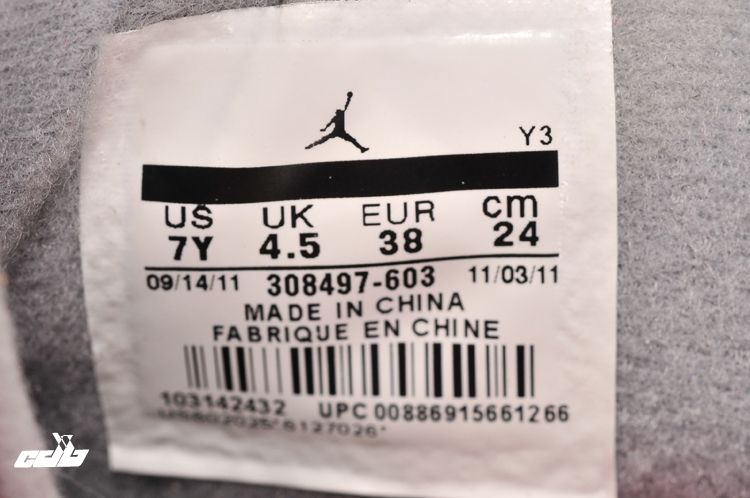 Y3
US UK EUR cm
7Y 4.5 38 24
09/14/11 308497-603 11/03/11
MADE IN CHINA
FABRIQUE EN CHINE
103142432 UPC 00886915661266
cdb